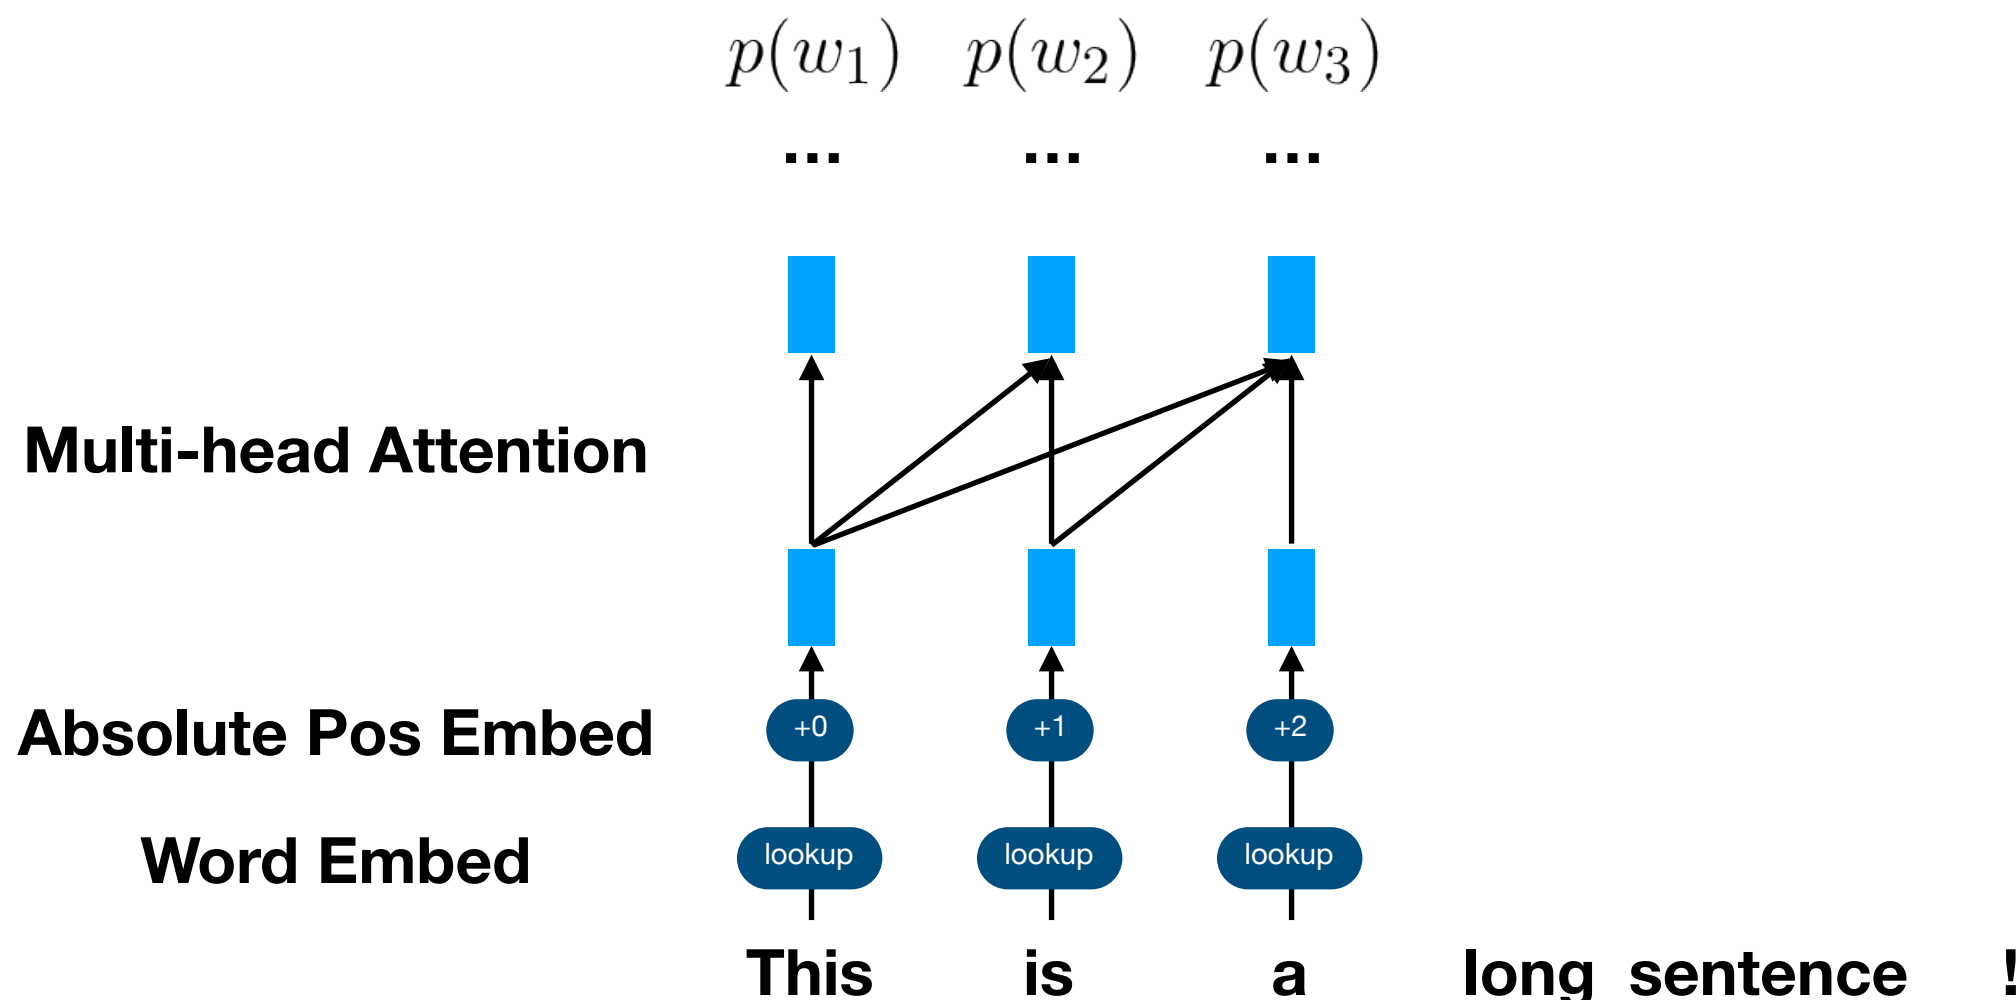 p(w₁) p(w₂) p(w₃)
... ... ...
Multi-head Attention
Absolute Pos Embed +0 +1 +2
Word Embed lookup lookup lookup
This is a long sentence !